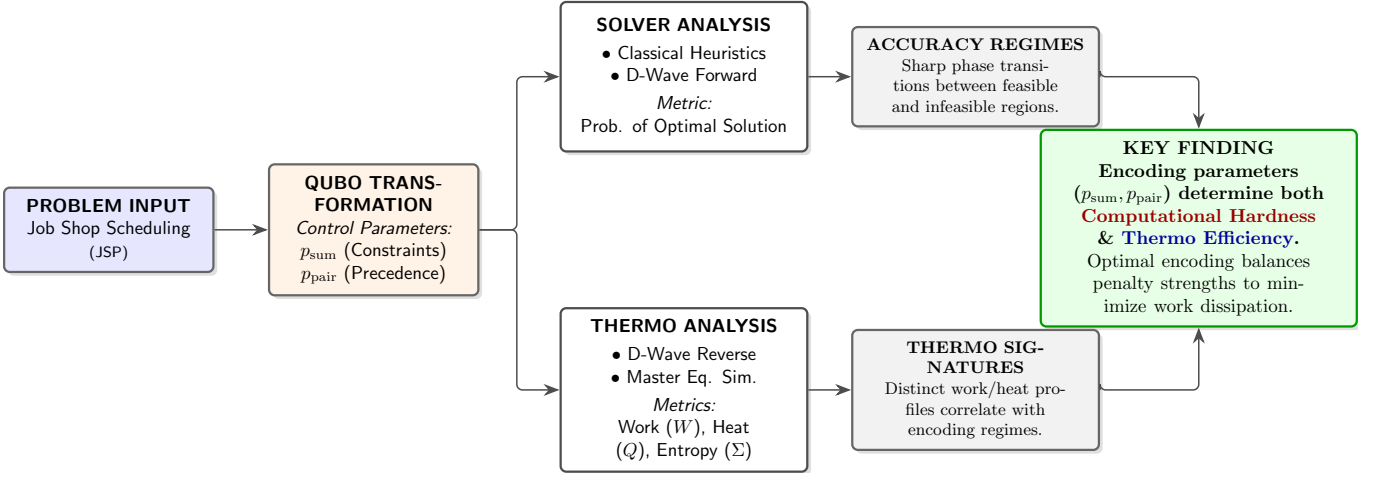 PROBLEM INPUT
Job Shop Scheduling
(JSP)
QUBO TRANS-
FORMATION
Control Parameters:
p_sum (Constraints)
p_pair (Precedence)
SOLVER ANALYSIS
• Classical Heuristics
• D-Wave Forward
Metric:
Prob. of Optimal Solution
THERMO ANALYSIS
• D-Wave Reverse
• Master Eq. Sim.
Metrics:
Work (W), Heat
(Q), Entropy (Σ)
ACCURACY REGIMES
Sharp phase transi-
tions between feasible
and infeasible regions.
THERMO SIG-
NATURES
Distinct work/heat pro-
files correlate with
encoding regimes.
KEY FINDING
Encoding parameters
(p_sum, p_pair) determine both
Computational Hardness
& Thermo Efficiency.
Optimal encoding balances
penalty strengths to min-
imize work dissipation.